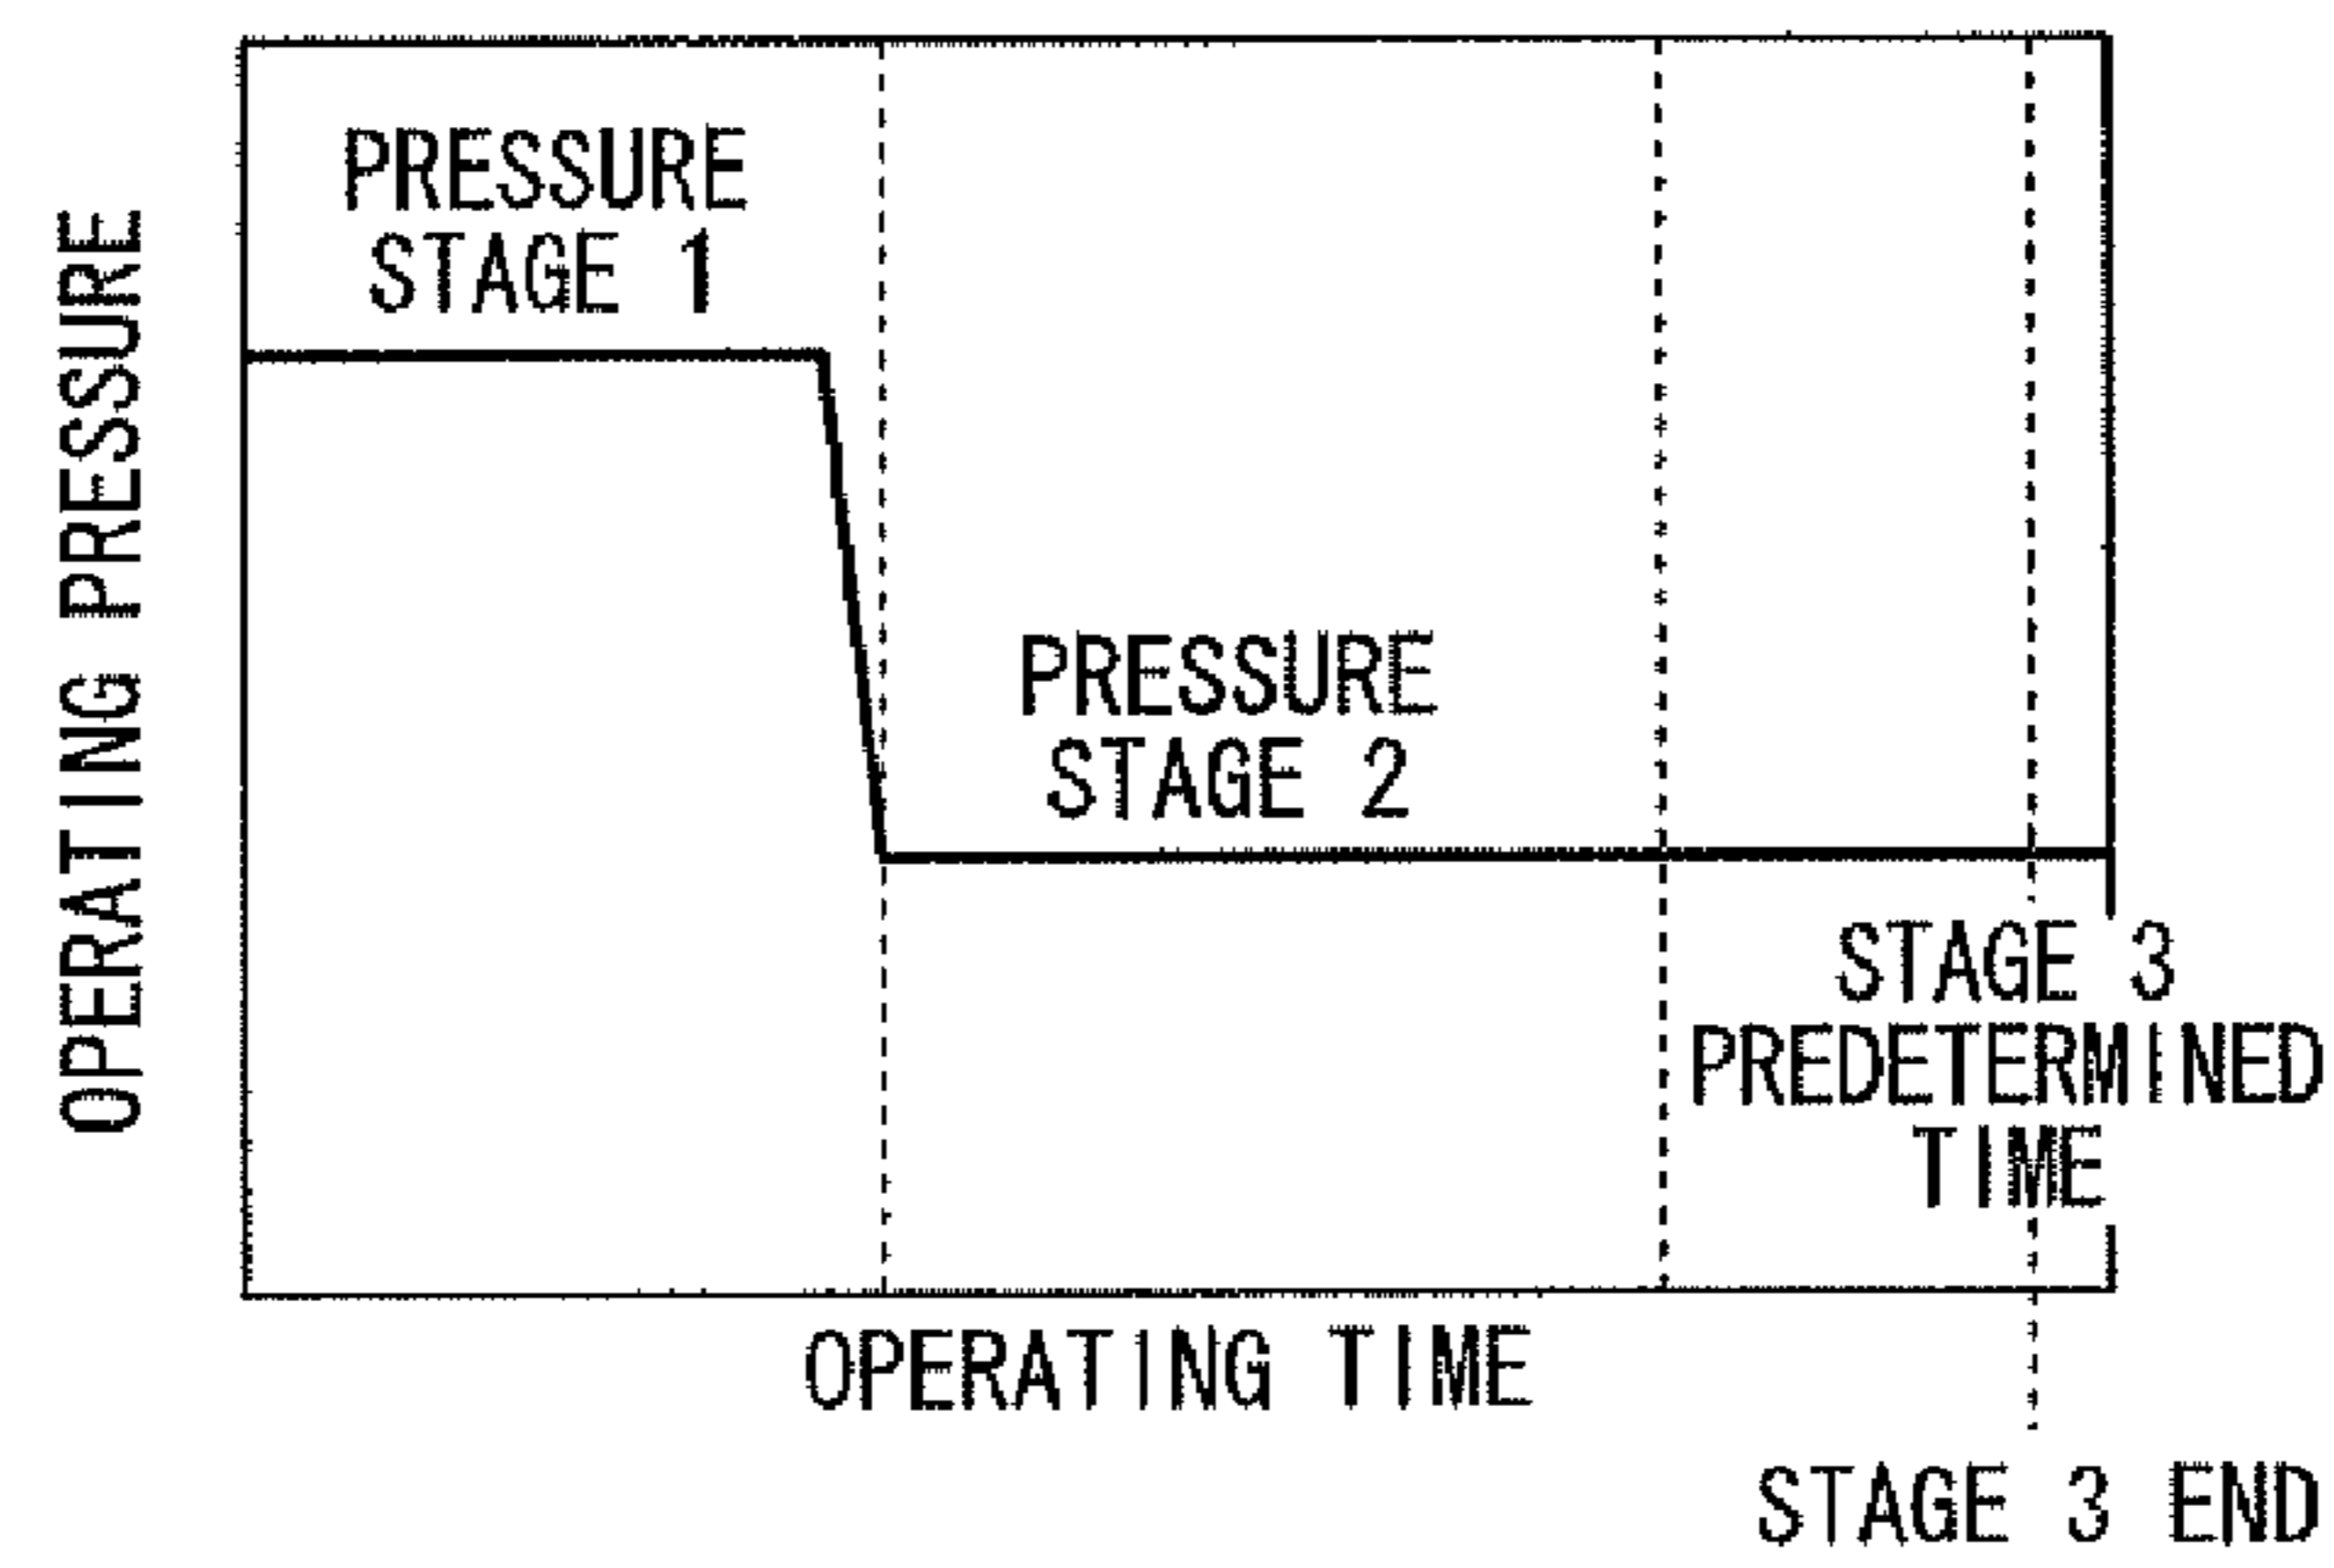 OPERATING PRESSURE
PRESSURE
STAGE 1
PRESSURE
STAGE 2
STAGE 3
PREDETERMINED
TIME
OPERATING TIME
STAGE 3 END